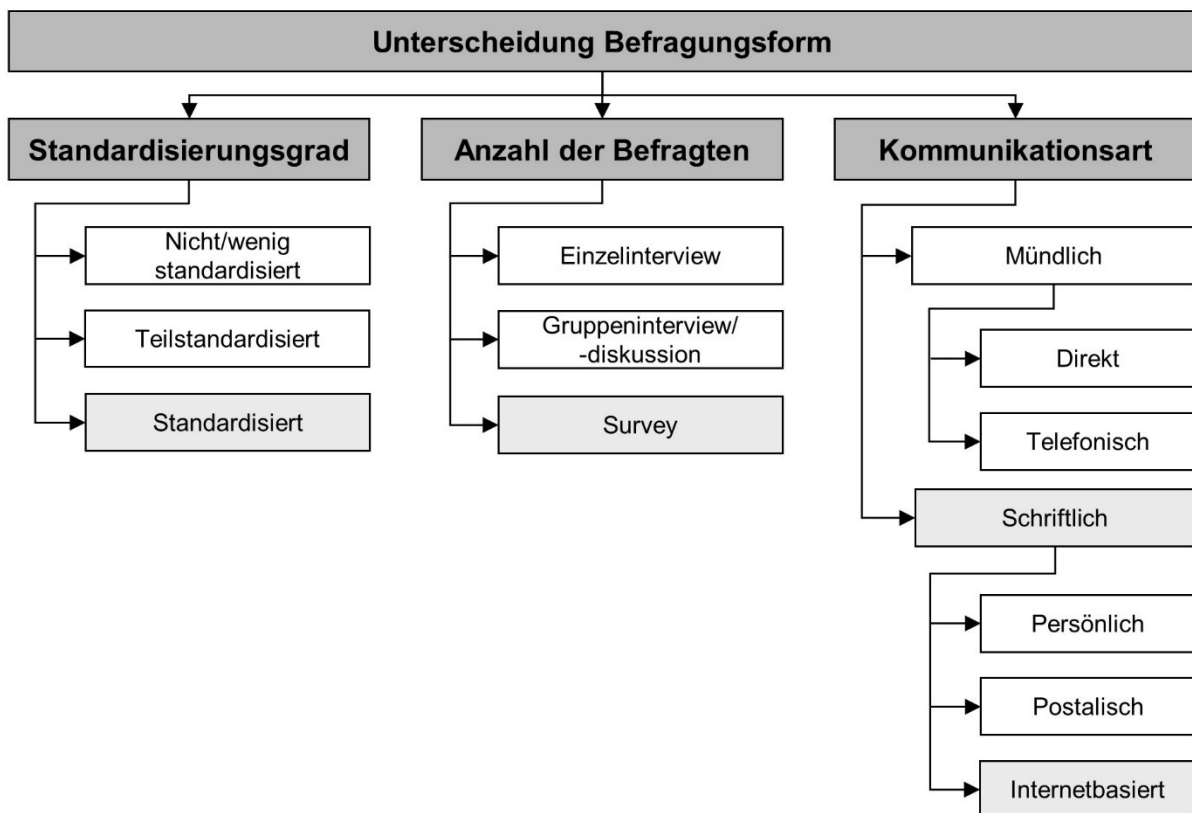 Unterscheidung Befragungsform
Standardisierungsgrad
Nicht/wenig
standardisiert
Teilstandardisiert
Standardisiert
Anzahl der Befragten
Einzelinterview
Gruppeninterview/
-diskussion
Survey
Kommunikationsart
Mündlich
Direkt
Telefonisch
Schriftlich
Persönlich
Postalisch
Internetbasiert